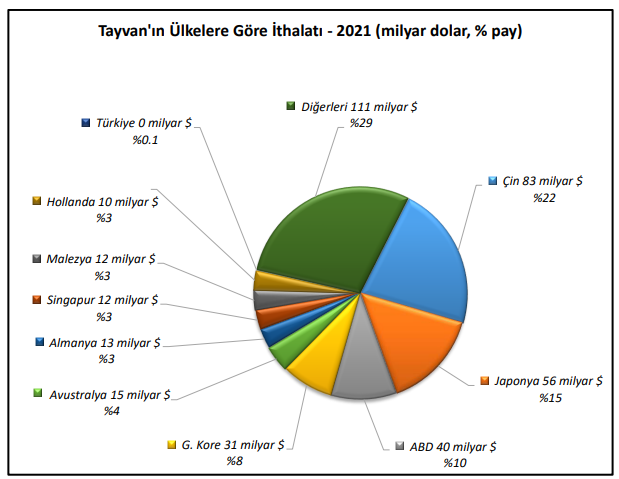 Tayvan'ın Ülkelere Göre İthalatı - 2021 (milyar dolar, % pay)
Diğerleri 111 milyar $
%29
Türkiye 0 milyar $
%0.1
Çin 83 milyar $
%22
Hollanda 10 milyar $
%3
Malezya 12 milyar $
%3
Singapur 12 milyar $
%3
Almanya 13 milyar $
%3
Japonya 56 milyar $
%15
Avustralya 15 milyar $
%4
G. Kore 31 milyar $
%8
ABD 40 milyar $
%10